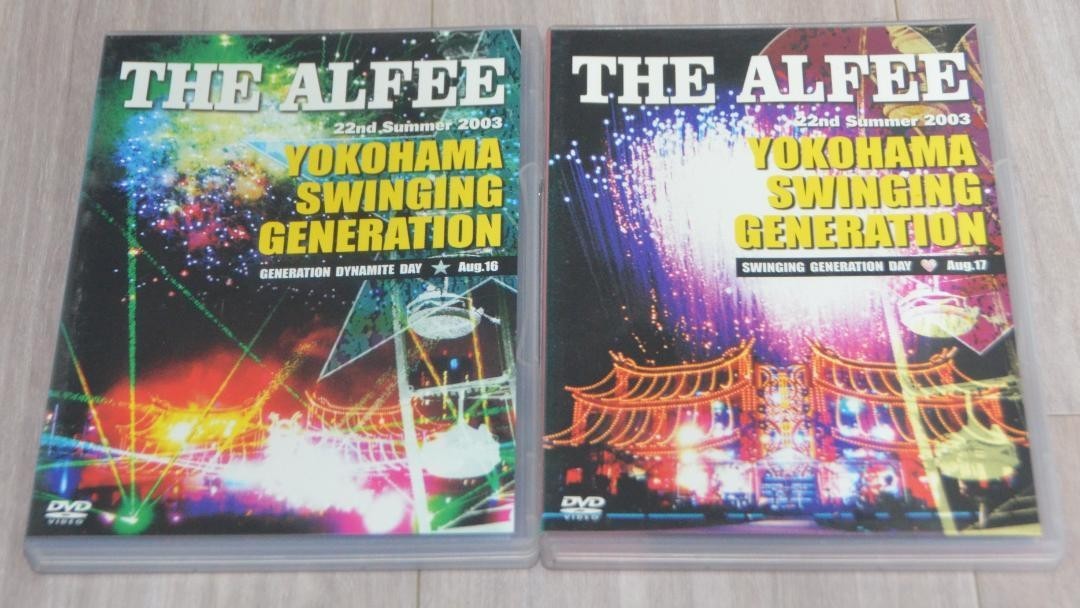 THE ALFEE
22nd Summer 2003
YOKOHAMA
SWINGING
GENERATION
GENERATION DYNAMITE DAY ★ Aug.16
DVD
VIDEO
THE ALFEE
22nd Summer 2003
YOKOHAMA
SWINGING
GENERATION
SWINGING GENERATION DAY ♥ Aug.17
DVD
VIDEO